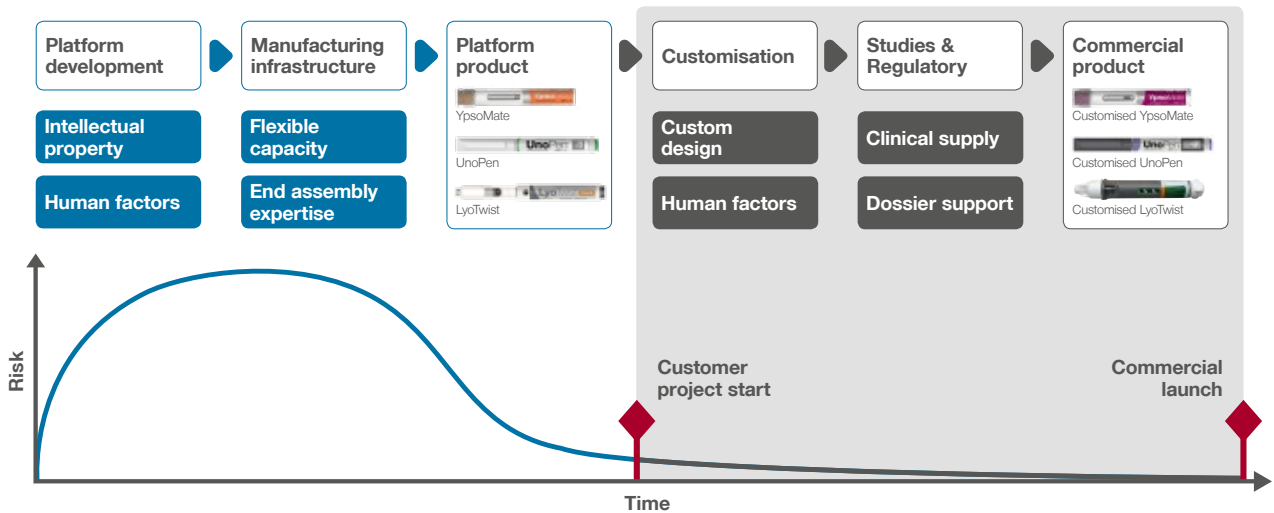 Platform
development
Manufacturing
infrastructure
Platform
product
Customisation
Studies &
Regulatory
Commercial
product
Intellectual
property
Human factors
Flexible
capacity
End assembly
expertise
YpsoMate
UnoPen
UnoPen
LyoTwist
Custom
design
Human factors
Clinical supply
Dossier support
Customised YpsoMate
UnoPen
Customised UnoPen
Customised LyoTwist
Risk
Customer
project start
Commercial
launch
Time